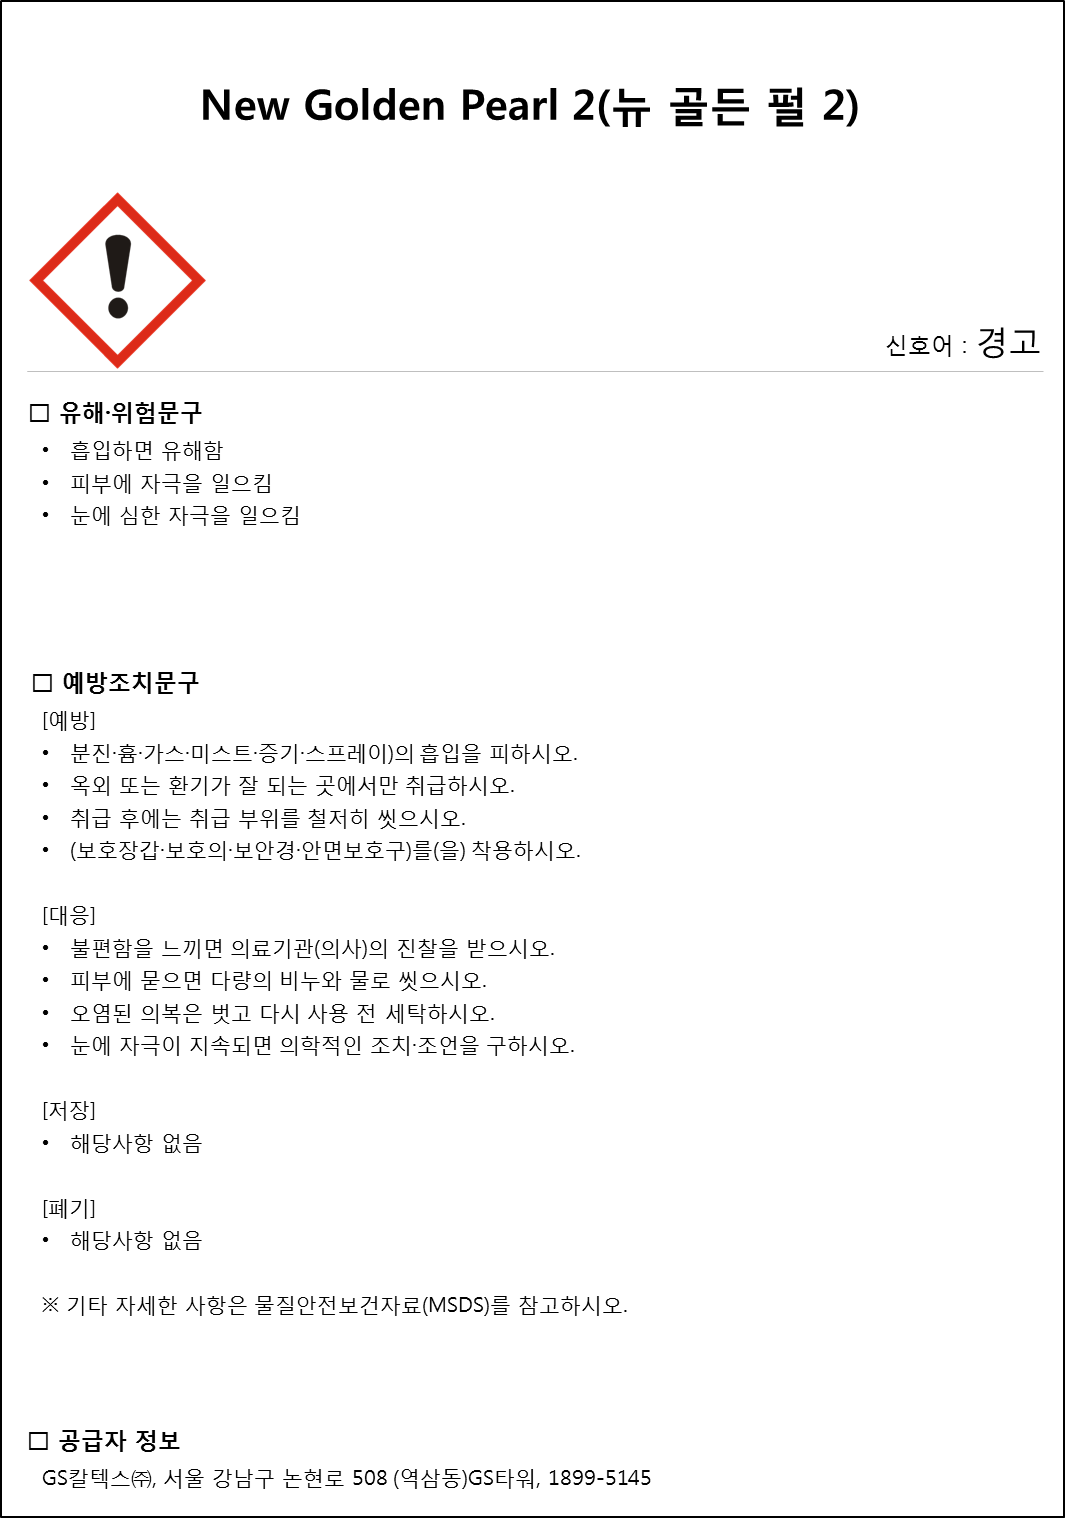 New Golden Pearl 2(뉴 골든 펄 2)
신호어 : 경고
□ 유해·위험문구
• 흡입하면 유해함
• 피부에 자극을 일으킴
• 눈에 심한 자극을 일으킴
□ 예방조치문구
[예방]
• 분진·흄·가스·미스트·증기·스프레이)의 흡입을 피하시오.
• 옥외 또는 환기가 잘 되는 곳에서만 취급하시오.
• 취급 후에는 취급 부위를 철저히 씻으시오.
• (보호장갑·보호의·보안경·안면보호구)를(을) 착용하시오.
[대응]
• 불편함을 느끼면 의료기관(의사)의 진찰을 받으시오.
• 피부에 묻으면 다량의 비누와 물로 씻으시오.
• 오염된 의복은 벗고 다시 사용 전 세탁하시오.
• 눈에 자극이 지속되면 의학적인 조치·조언을 구하시오.
[저장]
• 해당사항 없음
[폐기]
• 해당사항 없음
※ 기타 자세한 사항은 물질안전보건자료(MSDS)를 참고하시오.
□ 공급자 정보
GS칼텍스㈜, 서울 강남구 논현로 508 (역삼동)GS타워, 1899-5145